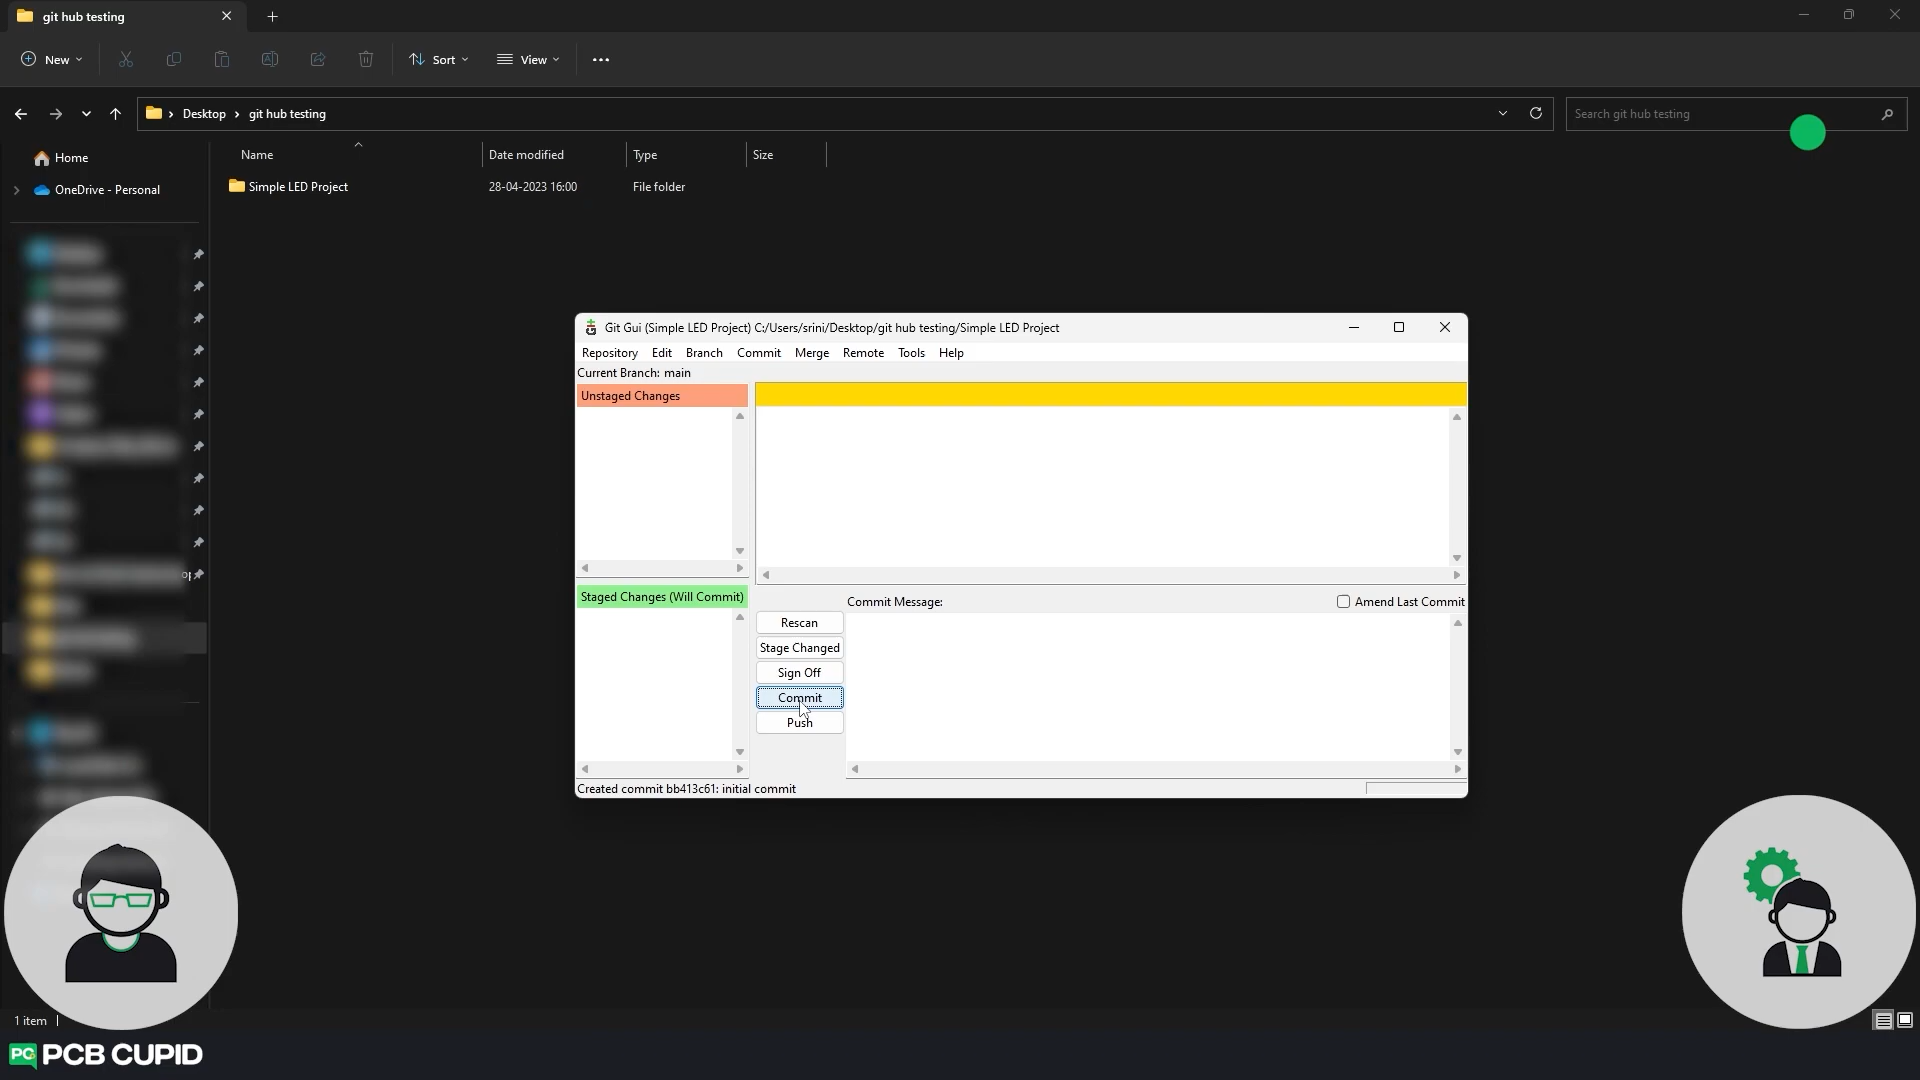 git hub testing
New
Sort
View
Desktop
git hub testing
Search git hub testing
Home
OneDrive - Personal
Name
Date modified
Type
Size
Simple LED Project
28-04-2023 16:00
File folder
Git Gui (Simple LED Project) C:/Users/srini/Desktop/git hub testing/Simple LED Project
Repository Edit Branch Commit Merge Remote Tools Help
Current Branch: main
Unstaged Changes
Staged Changes (Will Commit)
Commit Message:
Amend Last Commit
Rescan
Stage Changed
Sign Off
Commit
Push
Created commit bb413c61: initial commit
1 item
PC
PCB CUPID